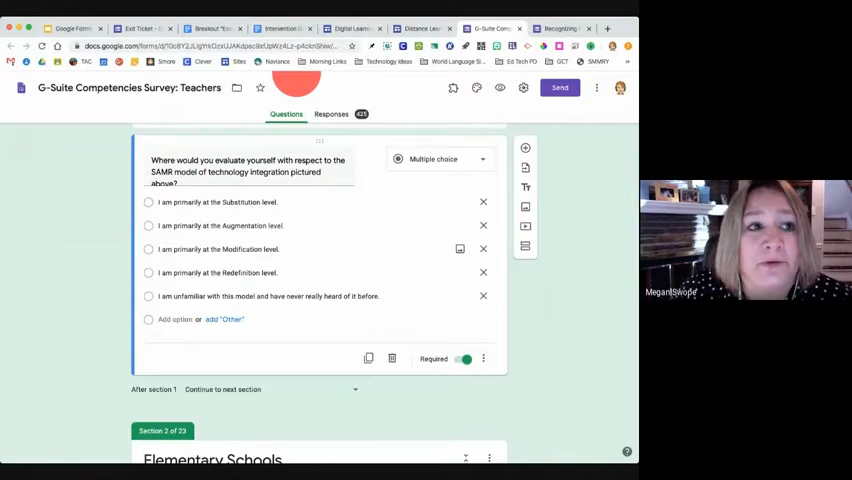 Google Forms
Exit Ticket - D
Breakout "Es
Intervention B
Digital Learni
Distance Lear
G-Suite Comp
Recognizing F
docs.google.com/forms/d/10c8Y2JLIgYrkOzxUJAKdpsc9xfJpWz4Lz-p4cknShiw/
TAC
Smore
Clever
Sites
Naviance
Morning Links
Technology Ideas
World Language Si
Ed Tech PD
GCT
SMMRY
G-Suite Competencies Survey: Teachers
Send
Questions
Responses 425
Where would you evaluate yourself with respect to the
SAMR model of technology integration pictured
above?
Multiple choice
I am primarily at the Substitution level.
I am primarily at the Augmentation level.
I am primarily at the Modification level.
I am primarily at the Redefinition level.
I am unfamiliar with this model and have never really heard of it before.
Add option or add "Other"
Required
After section 1 Continue to next section
Section 2 of 23
Elementary Schools
Megan Swope